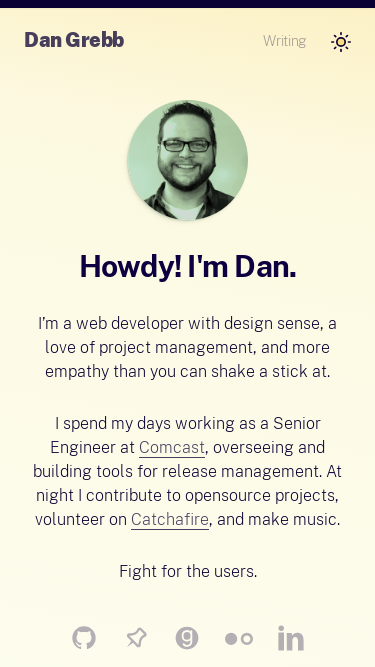 Dan Grebb
Writing
Howdy! I'm Dan.
I’m a web developer with design sense, a
love of project management, and more
empathy than you can shake a stick at.
I spend my days working as a Senior
Engineer at Comcast, overseeing and
building tools for release management. At
night I contribute to opensource projects,
volunteer on Catchafire, and make music.
Fight for the users.